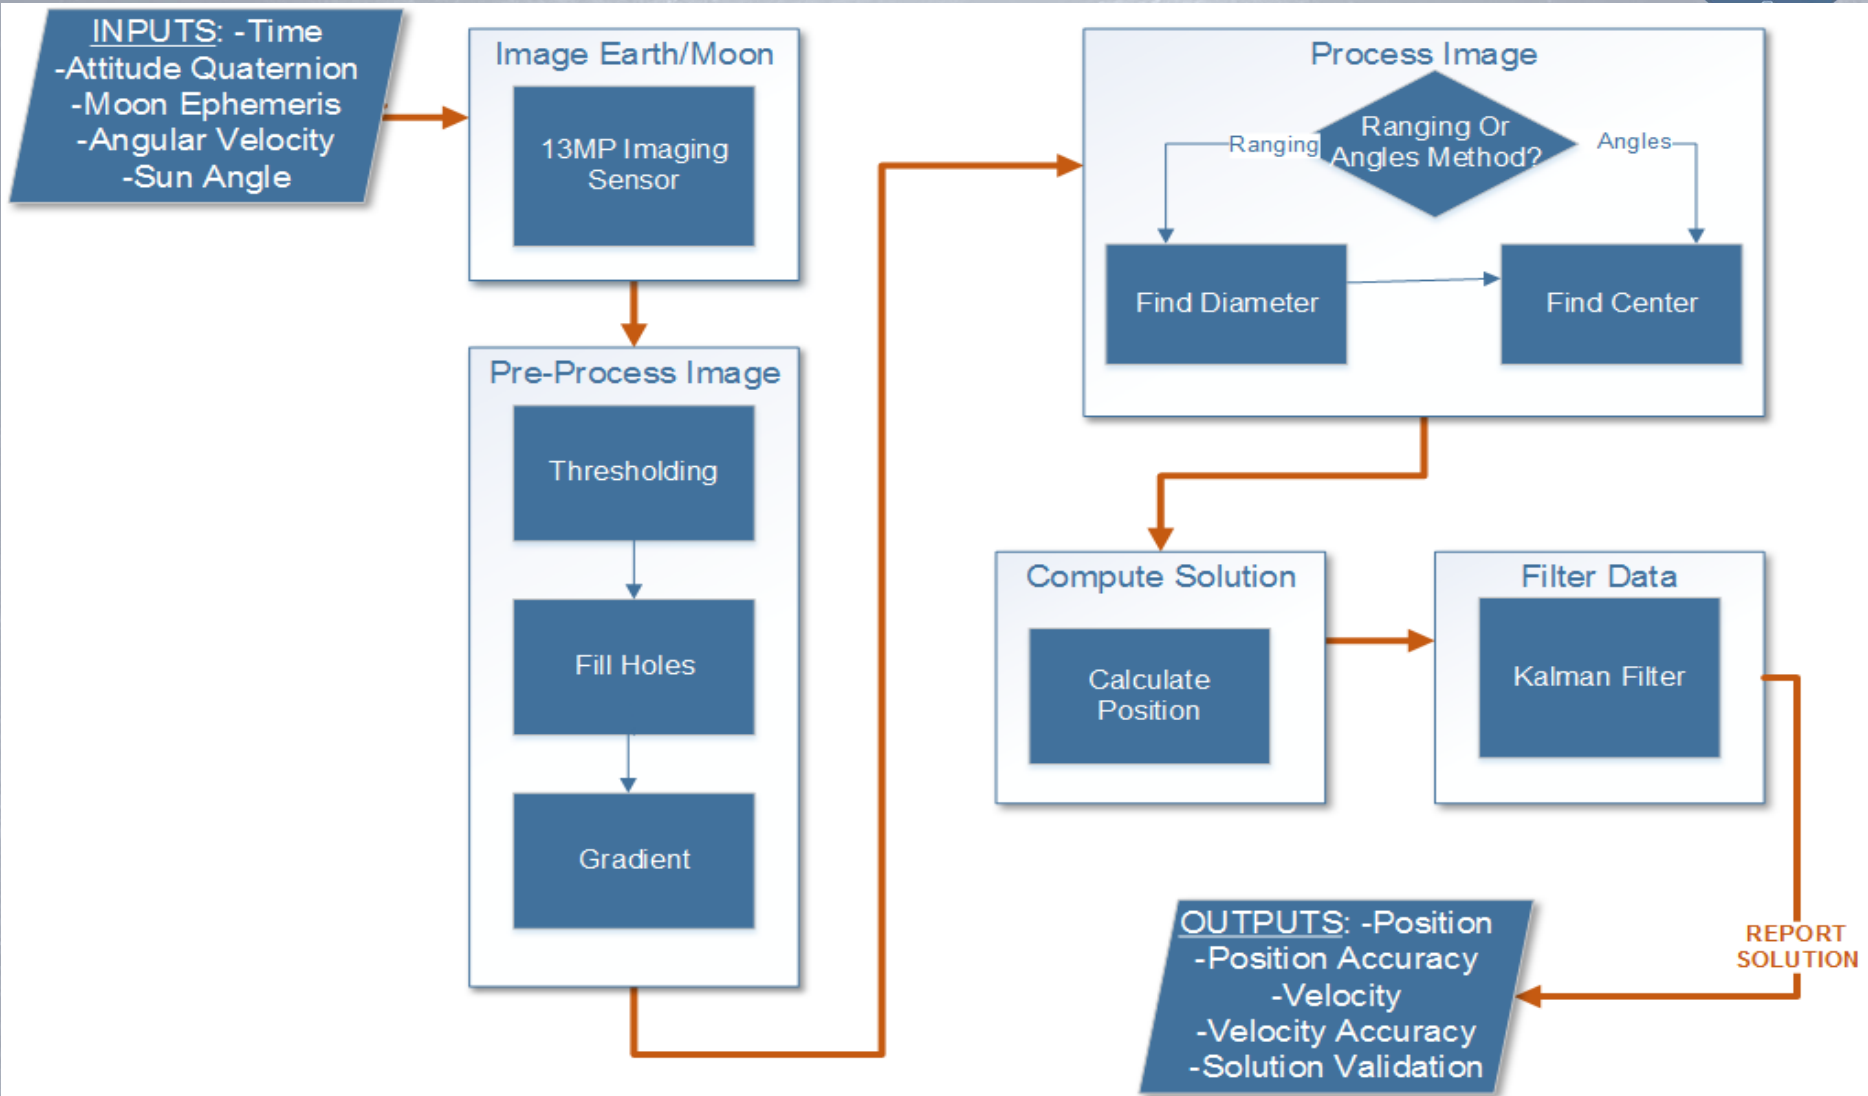 INPUTS: -Time
-Attitude Quaternion
-Moon Ephemeris
-Angular Velocity
-Sun Angle
Image Earth/Moon
13MP Imaging
Sensor
Pre-Process Image
Thresholding
Fill Holes
Gradient
Process Image
Ranging Or
Angles Method?
Ranging
Angles
Find Diameter
Find Center
Compute Solution
Calculate
Position
Filter Data
Kalman Filter
REPORT
SOLUTION
OUTPUTS: -Position
-Position Accuracy
-Velocity
-Velocity Accuracy
-Solution Validation